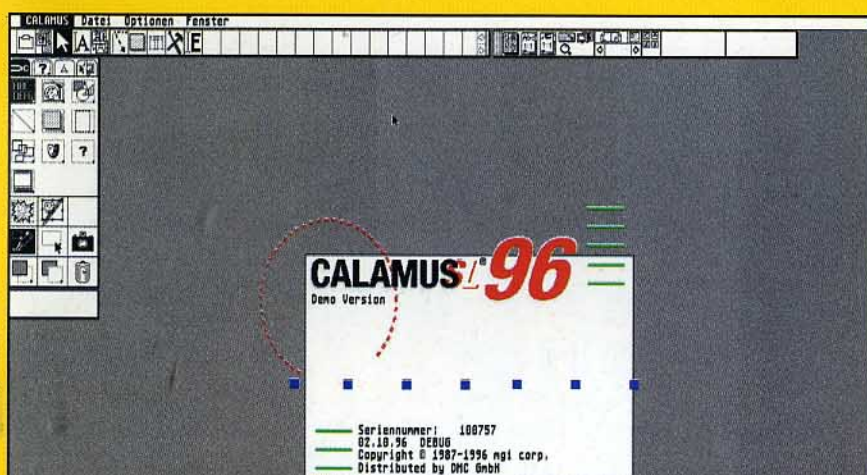 CALAMUS Datei Optionen Fenster
A E
? A
?
CALAMUS SL® 96
Demo Version
Seriennummer: 100757
02.10.96 DEBUG
Copyright © 1987-1996 mgi corp.
Distributed by DMC GmbH